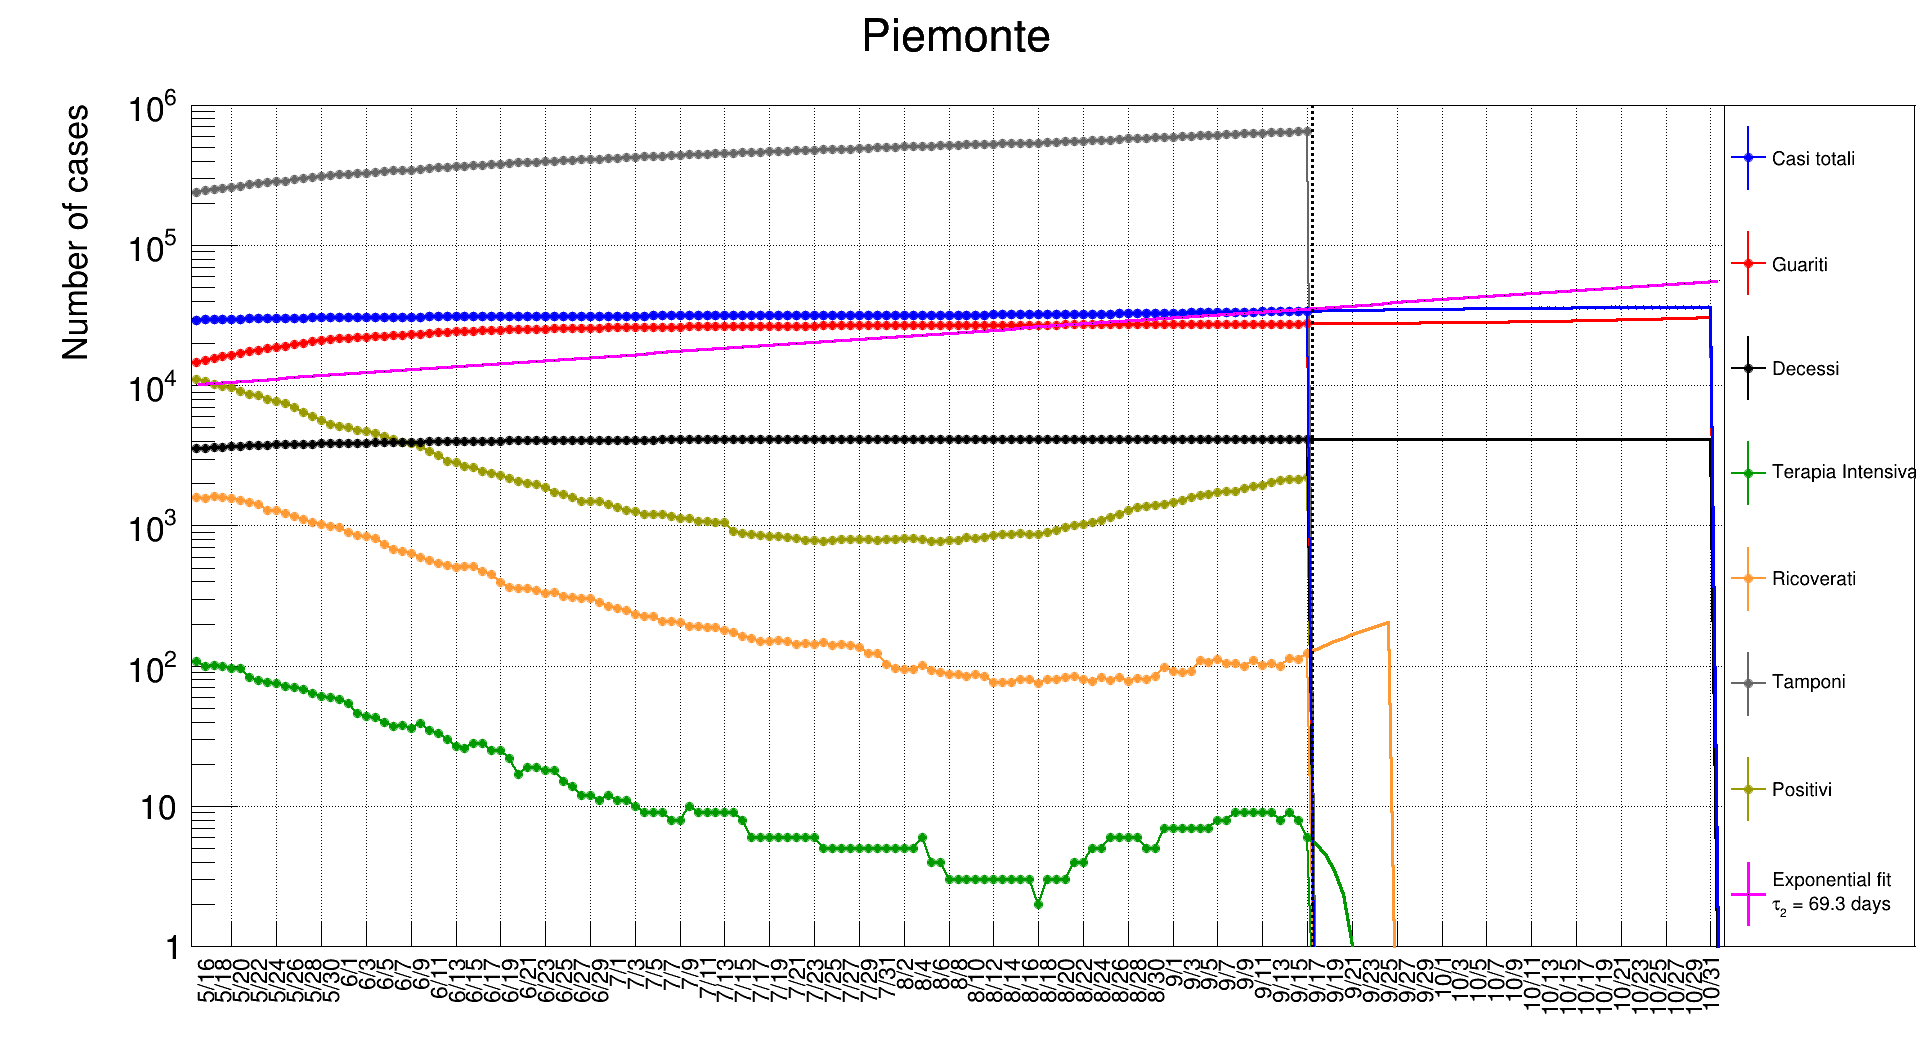 Piemonte
Number of cases
10^6
10^5
10^4
10^3
10^2
10
1
5/16 5/18 5/20 5/22 5/24 5/26 5/28 5/30 6/1 6/3 6/5 6/7 6/9 6/11 6/13 6/15 6/17 6/19 6/21 6/23 6/25 6/27 6/29 7/1 7/3 7/5 7/7 7/9 7/11 7/13 7/15 7/17 7/19 7/21 7/23 7/25 7/27 7/29 7/31 8/2 8/4 8/6 8/8 8/10 8/12 8/14 8/16 8/18 8/20 8/22 8/24 8/26 8/28 8/30 9/1 9/3 9/5 9/7 9/9 9/11 9/13 9/15 9/17 9/19 9/21 9/23 9/25 9/27 9/29 10/1 10/3 10/5 10/7 10/9 10/11 10/13 10/15 10/17 10/19 10/21 10/23 10/25 10/27 10/29 10/31
Casi totali
Guariti
Decessi
Terapia Intensiva
Ricoverati
Tamponi
Positivi
Exponential fit
τ₂ = 69.3 days